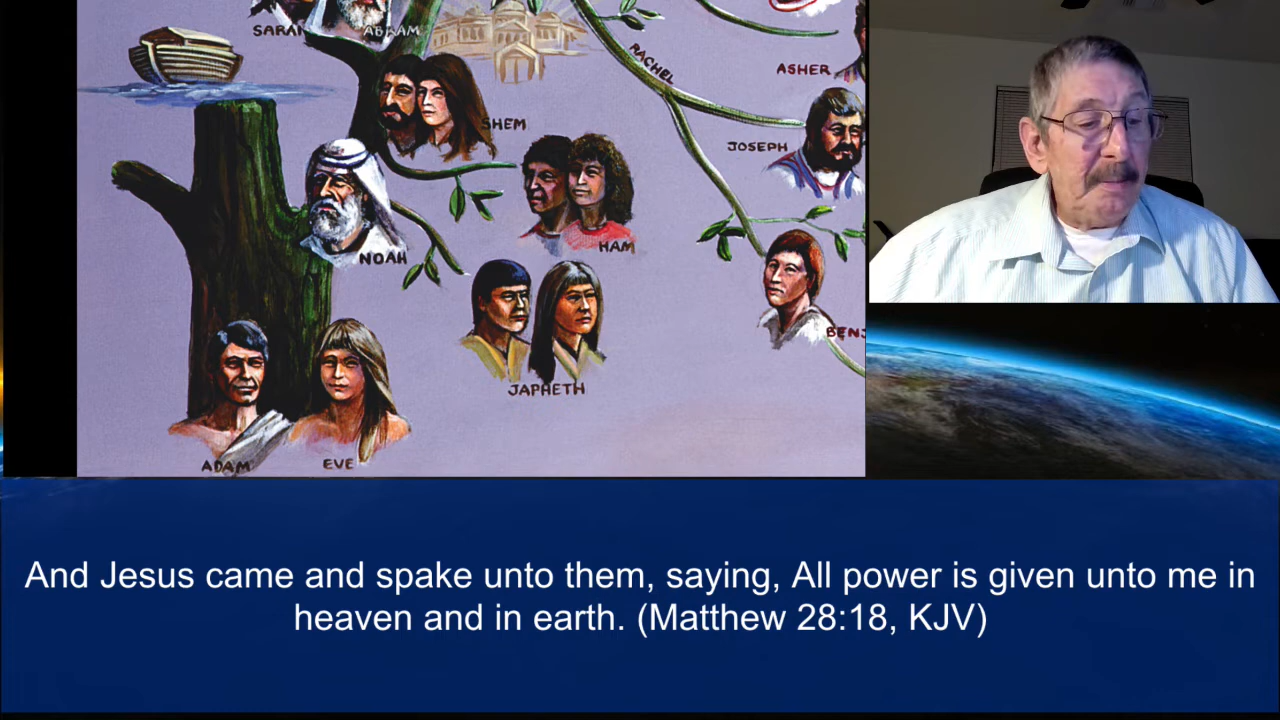 SARAI
ABRAM
RACHEL
ASHER
SHEM
JOSEPH
HAM
NOAH
BENJ
JAPHETH
ADAM
EVE
And Jesus came and spake unto them, saying, All power is given unto me in
heaven and in earth. (Matthew 28:18, KJV)